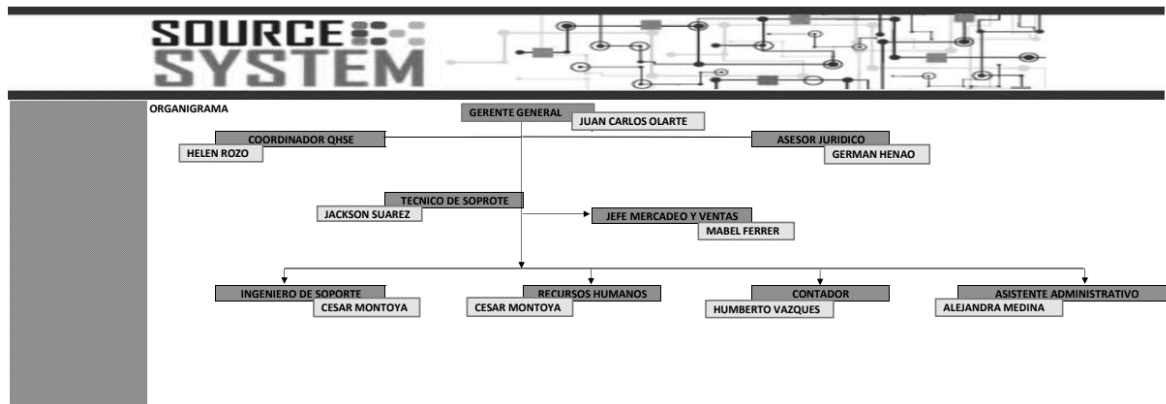 SOURCE
SYSTEM
ORGANIGRAMA
GERENTE GENERAL
JUAN CARLOS OLARTE
COORDINADOR QHSE
HELEN ROZO
ASESOR JURIDICO
GERMAN HENAO
TECNICO DE SOPROTE
JACKSON SUAREZ
JEFE MERCADEO Y VENTAS
MABEL FERRER
INGENIERO DE SOPORTE
CESAR MONTOYA
RECURSOS HUMANOS
CESAR MONTOYA
CONTADOR
HUMBERTO VAZQUES
ASISTENTE ADMINISTRATIVO
ALEJANDRA MEDINA